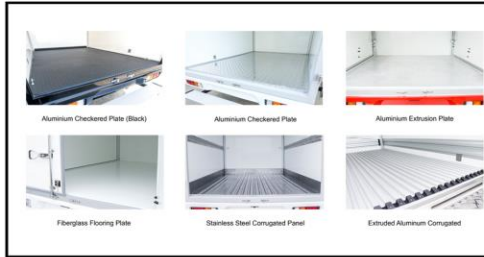 Aluminium Checkered Plate (Black)
Aluminium Checkered Plate
Aluminium Extrusion Plate
Fiberglass Flooring Plate
Stainless Steel Corrugated Panel
Extruded Aluminum Corrugated